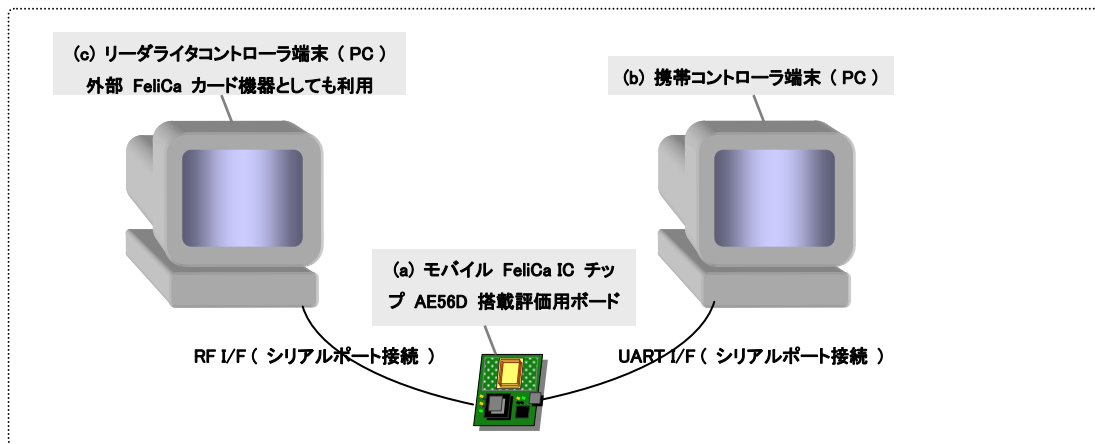 (c) リーダライタコントローラ端末 ( PC )
外部 FeliCa カード機器としても利用
(b) 携帯コントローラ端末 ( PC )
(a) モバイル FeliCa IC チッ
プ AE56D 搭載評価用ボード
RF I/F ( シリアルポート接続 )
UART I/F ( シリアルポート接続 )